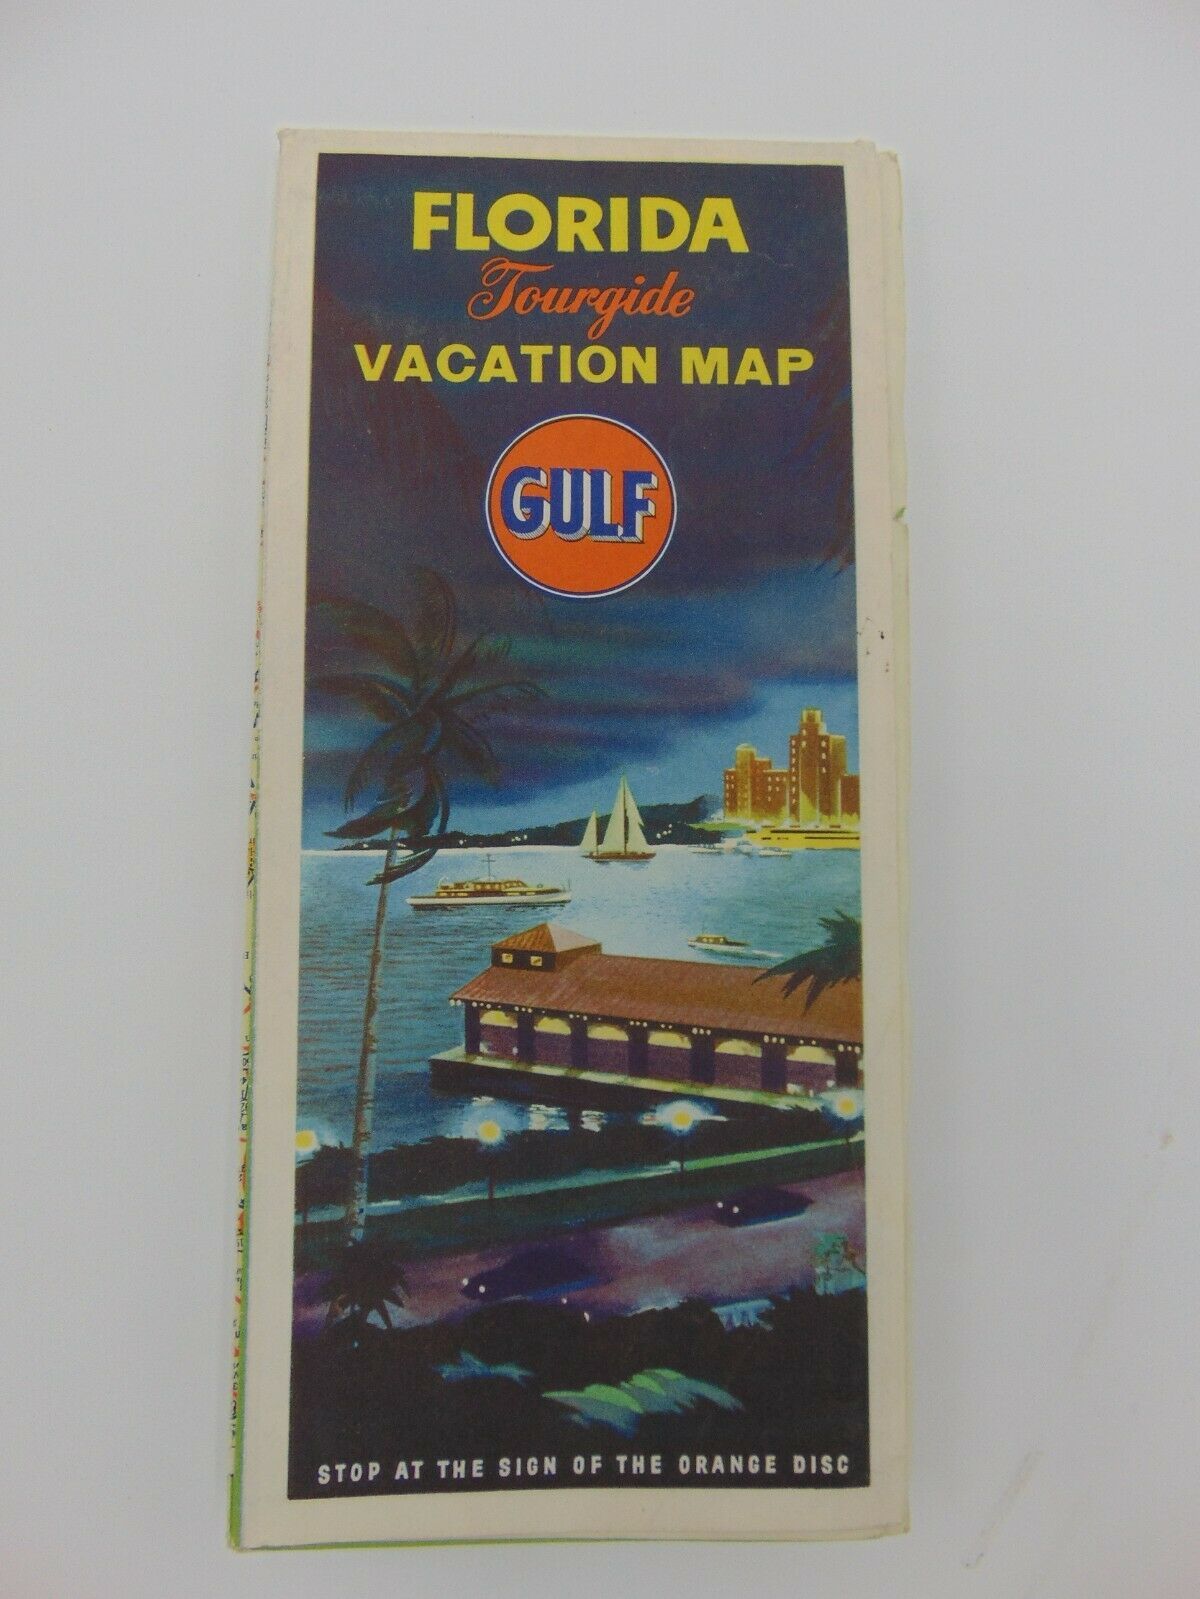 FLORIDA
Tourgide
VACATION MAP
GULF
STOP AT THE SIGN OF THE ORANGE DISC